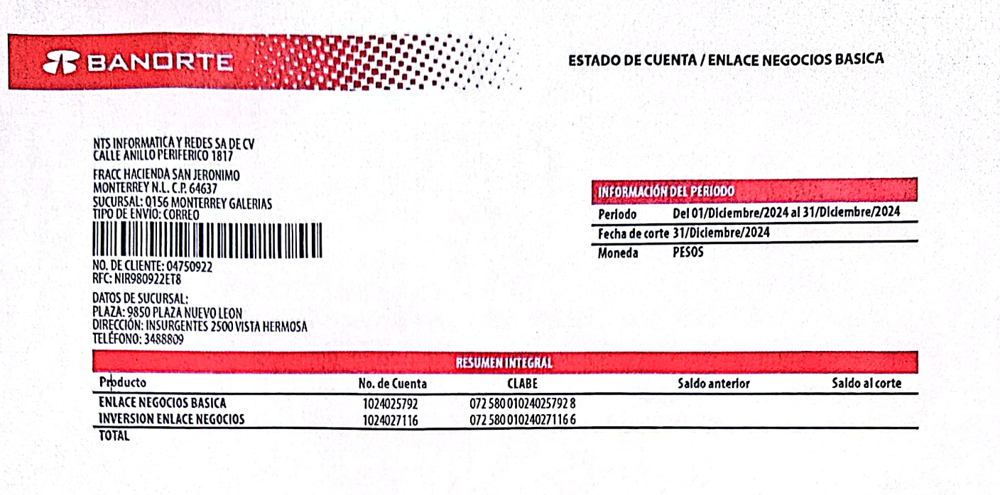 BANORTE
ESTADO DE CUENTA / ENLACE NEGOCIOS BASICA
NTS INFORMATICA Y REDES SA DE CV
CALLE ANILLO PERIFERICO 1817
FRACC HACIENDA SAN JERONIMO
MONTERREY N.L. C.P. 64637
SUCURSAL: 0156 MONTERREY GALERIAS
TIPO DE ENVIO: CORREO
NO. DE CLIENTE: 04750922
RFC: NIR980922ET8
DATOS DE SUCURSAL:
PLAZA: 9850 PLAZA NUEVO LEON
DIRECCIÓN: INSURGENTES 2500 VISTA HERMOSA
TELÉFONO: 3488809
INFORMACIÓN DEL PERIODO
Periodo Del 01/Diciembre/2024 al 31/Diciembre/2024
Fecha de corte 31/Diciembre/2024
Moneda PESOS
RESUMEN INTEGRAL
Producto No. de Cuenta CLABE Saldo anterior Saldo al corte
ENLACE NEGOCIOS BASICA 1024025792 072 580 01024025792 8
INVERSION ENLACE NEGOCIOS 1024027116 072 580 01024027116 6
TOTAL